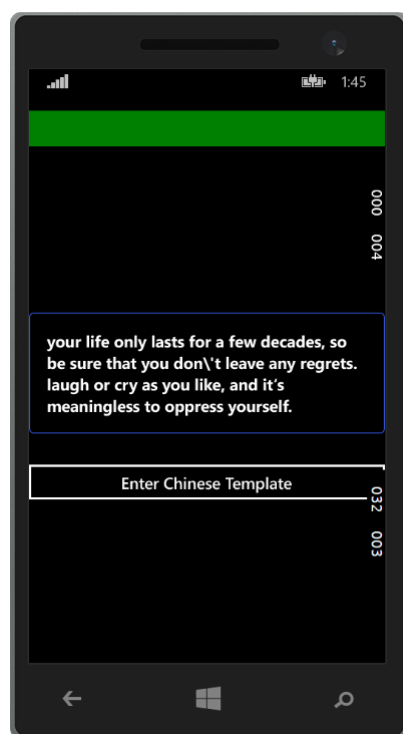 1:45
000 004
your life only lasts for a few decades, so
be sure that you don\'t leave any regrets.
laugh or cry as you like, and it's
meaningless to oppress yourself.
Enter Chinese Template
032 003